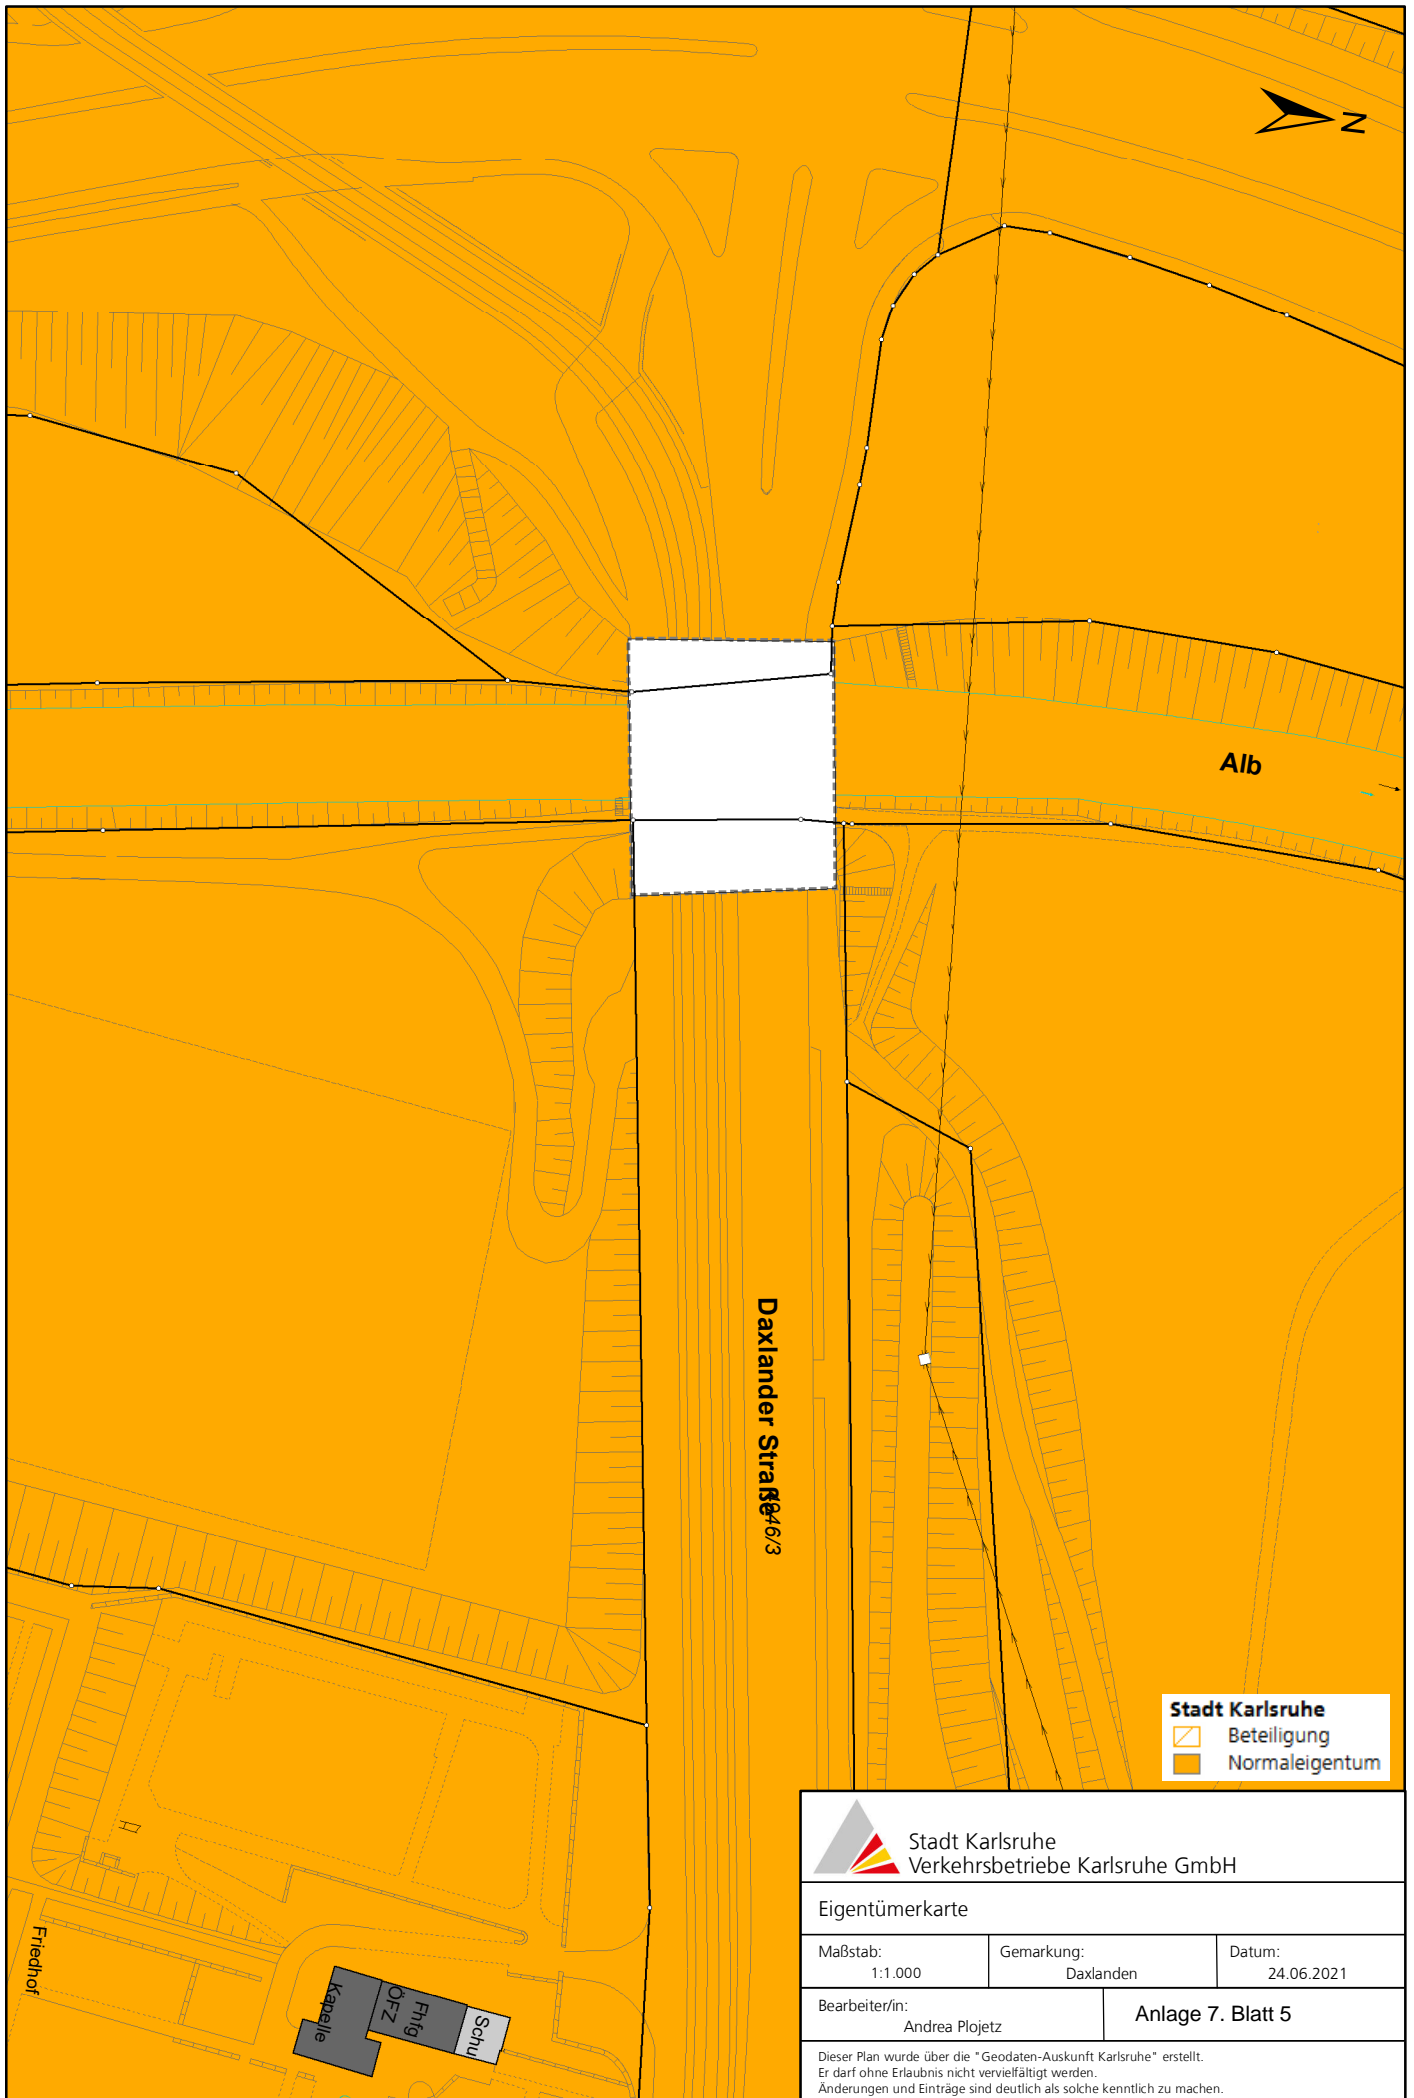 N
Alb
Daxlander Straße
Stadt Karlsruhe
Beteiligung
Normaleigentum
Stadt Karlsruhe
Verkehrsbetriebe Karlsruhe GmbH
Eigentümerkarte
Maßstab:
1:1.000
Gemarkung:
Daxlanden
Datum:
24.06.2021
Bearbeiter/in:
Andrea Plojetz
Anlage 7. Blatt 5
Dieser Plan wurde über die "Geodaten-Auskunft Karlsruhe" erstellt.
Er darf ohne Erlaubnis nicht vervielfältigt werden.
Änderungen und Einträge sind deutlich als solche kenntlich zu machen.
Friedhof
Kapelle
ÖFZ
Fhfg
Schu